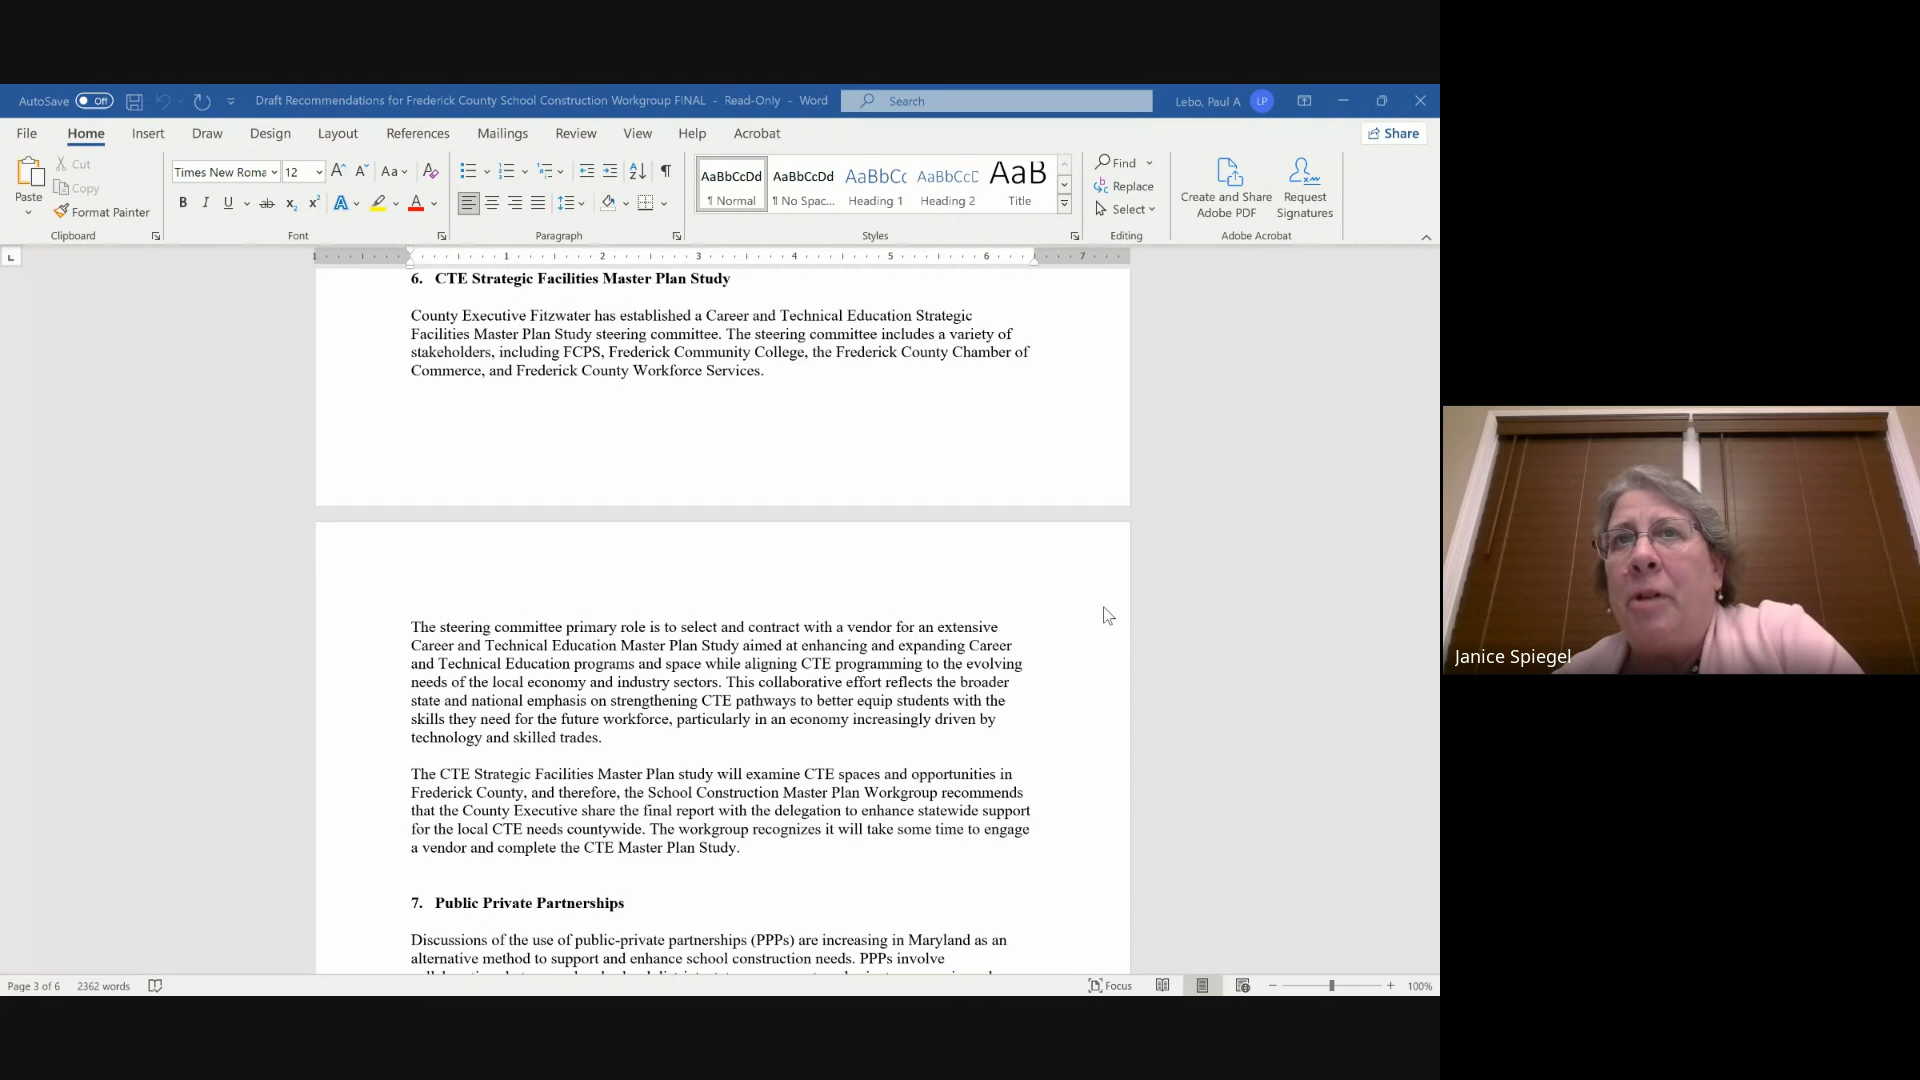 AutoSave Off Draft Recommendations for Frederick County School Construction Workgroup FINAL - Read-Only - Word Search Lebo, Paul A LP
File Home Insert Draw Design Layout References Mailings Review View Help Acrobat Share
Paste
Cut
Copy
Format Painter
Clipboard
Times New Roma 12
Font
Paragraph
AaBbCcDd AaBbCcDd AaBbCc AaBbCcD AaB
¶ Normal ¶ No Spac... Heading 1 Heading 2 Title
Styles
Find
Replace
Select
Editing
Create and Share Adobe PDF
Request Signatures
Adobe Acrobat
1 1 2 3 4 5 6 7
6. CTE Strategic Facilities Master Plan Study
County Executive Fitzwater has established a Career and Technical Education Strategic
Facilities Master Plan Study steering committee. The steering committee includes a variety of
stakeholders, including FCPS, Frederick Community College, the Frederick County Chamber of
Commerce, and Frederick County Workforce Services.
The steering committee primary role is to select and contract with a vendor for an extensive
Career and Technical Education Master Plan Study aimed at enhancing and expanding Career
and Technical Education programs and space while aligning CTE programming to the evolving
needs of the local economy and industry sectors. This collaborative effort reflects the broader
state and national emphasis on strengthening CTE pathways to better equip students with the
skills they need for the future workforce, particularly in an economy increasingly driven by
technology and skilled trades.
The CTE Strategic Facilities Master Plan study will examine CTE spaces and opportunities in
Frederick County, and therefore, the School Construction Master Plan Workgroup recommends
that the County Executive share the final report with the delegation to enhance statewide support
for the local CTE needs countywide. The workgroup recognizes it will take some time to engage
a vendor and complete the CTE Master Plan Study.
7. Public Private Partnerships
Discussions of the use of public-private partnerships (PPPs) are increasing in Maryland as an
alternative method to support and enhance school construction needs. PPPs involve
Page 3 of 6 2362 words Focus 100%
Janice Spiegel